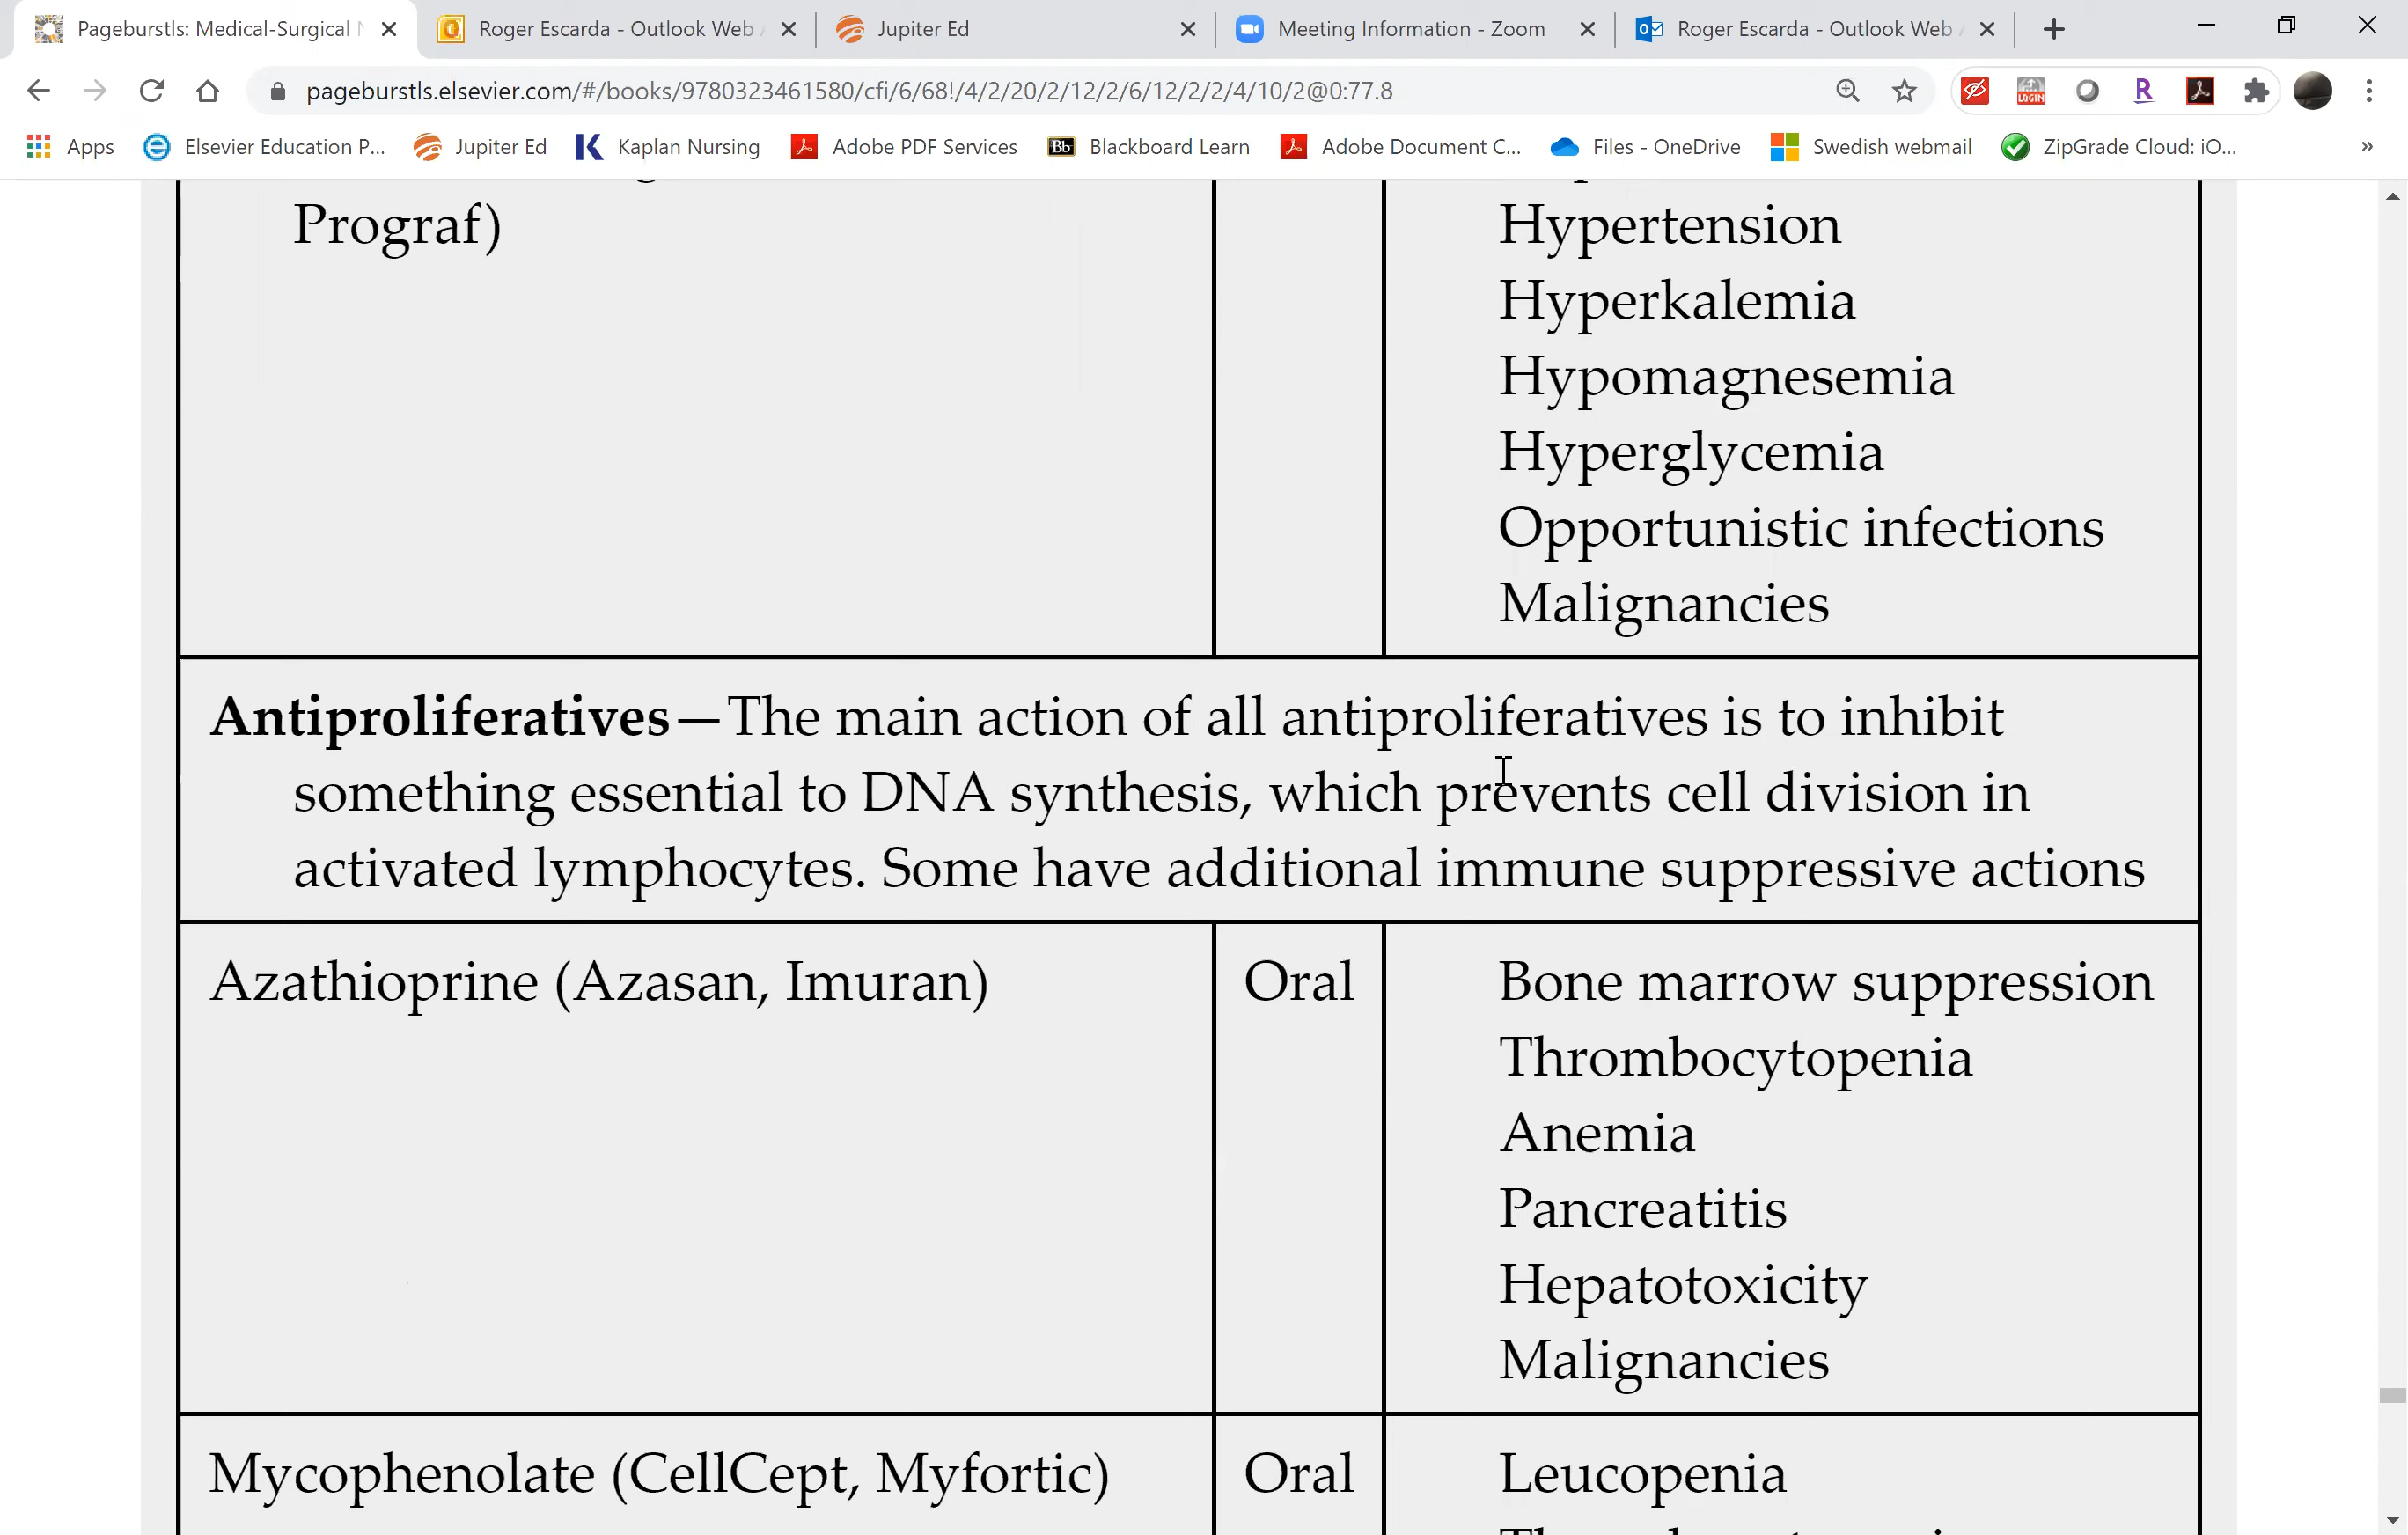 Pageburstls: Medical-Surgical
Roger Escarda - Outlook Web
Jupiter Ed
Meeting Information - Zoom
Roger Escarda - Outlook Web
pageburstls.elsevier.com/#/books/9780323461580/cfi/6/68!/4/2/20/2/12/2/6/12/2/2/4/10/2@0:77.8
LOGIN
R
Apps
Elsevier Education P...
Jupiter Ed
Kaplan Nursing
Adobe PDF Services
Bb
Blackboard Learn
Adobe Document C...
Files - OneDrive
Swedish webmail
ZipGrade Cloud: iO...
»
Prograf)
Hypertension
Hyperkalemia
Hypomagnesemia
Hyperglycemia
Opportunistic infections
Malignancies
Antiproliferatives—The main action of all antiproliferatives is to inhibit
something essential to DNA synthesis, which prevents cell division in
activated lymphocytes. Some have additional immune suppressive actions
Azathioprine (Azasan, Imuran)
Oral
Bone marrow suppression
Thrombocytopenia
Anemia
Pancreatitis
Hepatotoxicity
Malignancies
Mycophenolate (CellCept, Myfortic)
Oral
Leucopenia